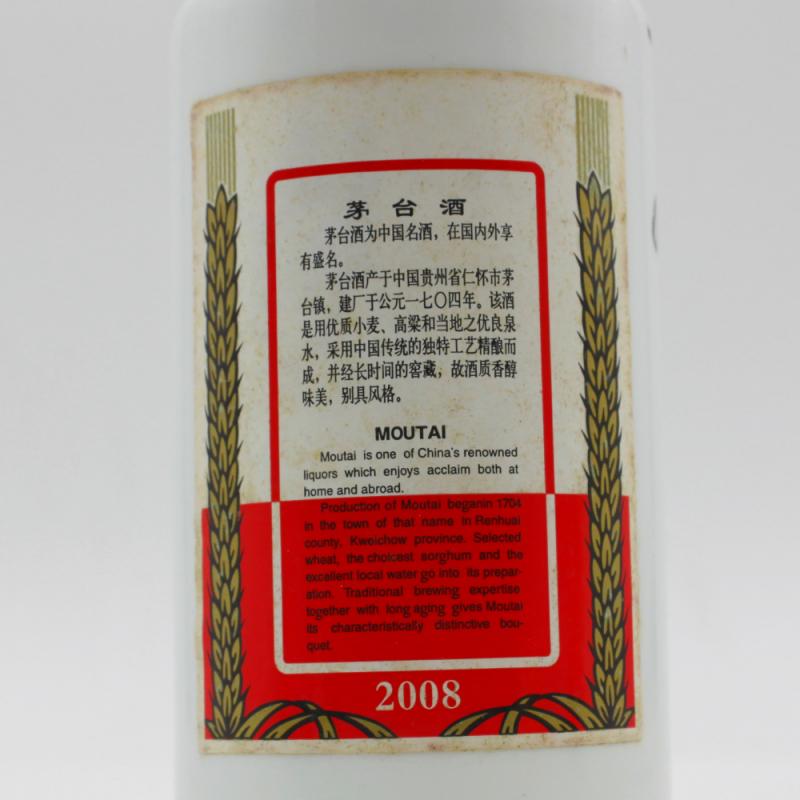 茅台酒
茅台酒为中国名酒，在国内外享
有盛名。
茅台酒产于中国贵州省仁怀市茅
台镇，建厂于公元一七〇四年。该酒
是用优质小麦、高粱和当地之优良泉
水，采用中国传统的独特工艺精酿而
成，并经长时间的窖藏，故酒质香醇
味美，别具风格。
MOUTAI
Moutai is one of China's renowned
liquors which enjoys acclaim both at
home and abroad.
Production of Moutai beganin 1704
in the town of that name in Renhuai
county, Kweichow province. Selected
wheat, the choicest sorghum and the
excellent local water go into its prepar-
ation. Traditional brewing expertise
together with long aging gives Moutai
its characteristically distinctive bou-
quet.
2008